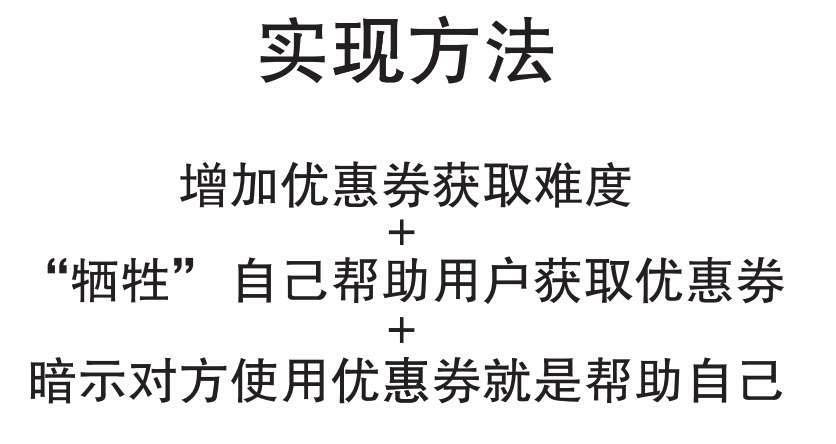 实现方法
增加优惠券获取难度
+
“牺牲” 自己帮助用户获取优惠券
+
暗示对方使用优惠券就是帮助自己